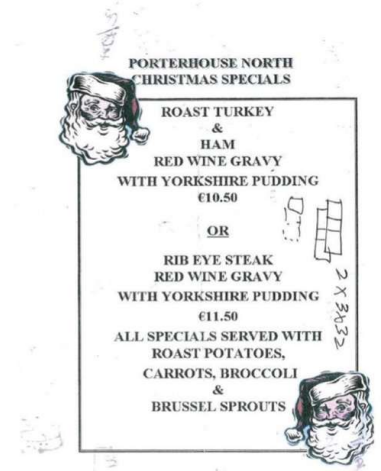 PORTERHOUSE NORTH
CHRISTMAS SPECIALS
ROAST TURKEY
&
HAM
RED WINE GRAVY
WITH YORKSHIRE PUDDING
€10.50
OR
RIB EYE STEAK
RED WINE GRAVY
WITH YORKSHIRE PUDDING
€11.50
ALL SPECIALS SERVED WITH
ROAST POTATOES,
CARROTS, BROCCOLI
&
BRUSSEL SPROUTS